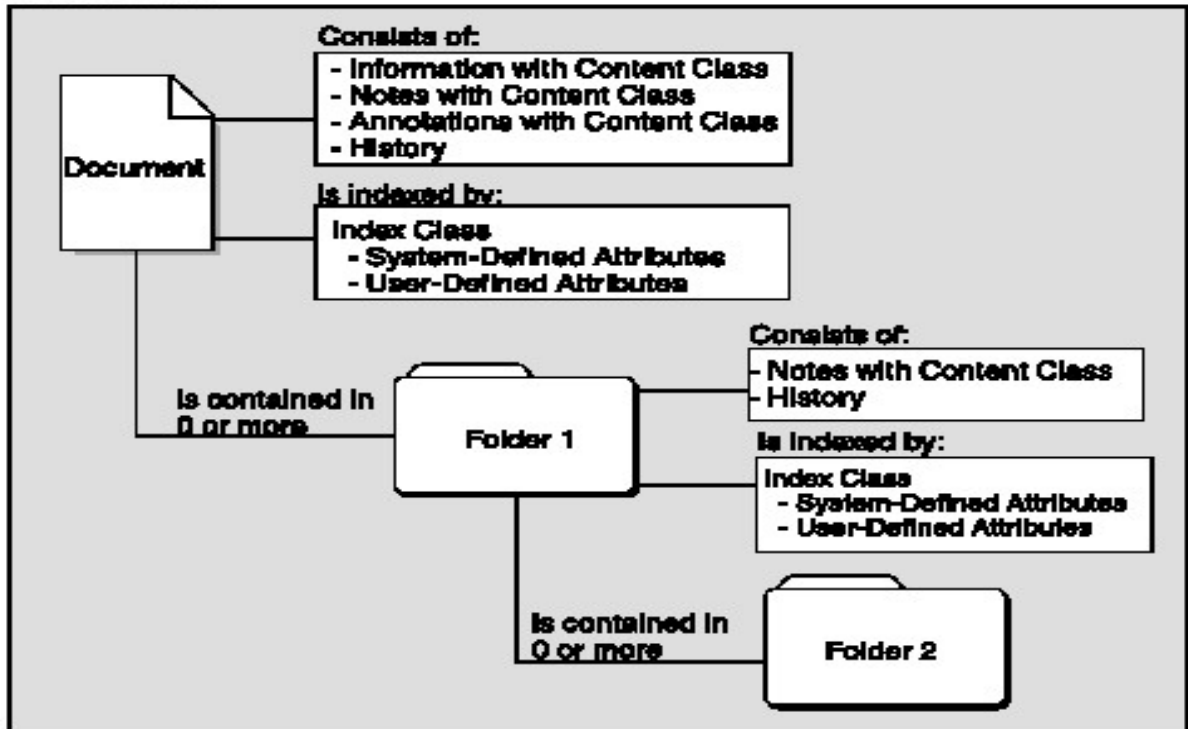 Consists of:
- Information with Content Class
- Notes with Content Class
- Annotations with Content Class
- History
Document
Is indexed by:
Index Class
- System-Defined Attributes
- User-Defined Attributes
Consists of:
- Notes with Content Class
- History
Is contained in
0 or more
Folder 1
Is indexed by:
Index Class
- System-Defined Attributes
- User-Defined Attributes
Is contained in
0 or more
Folder 2